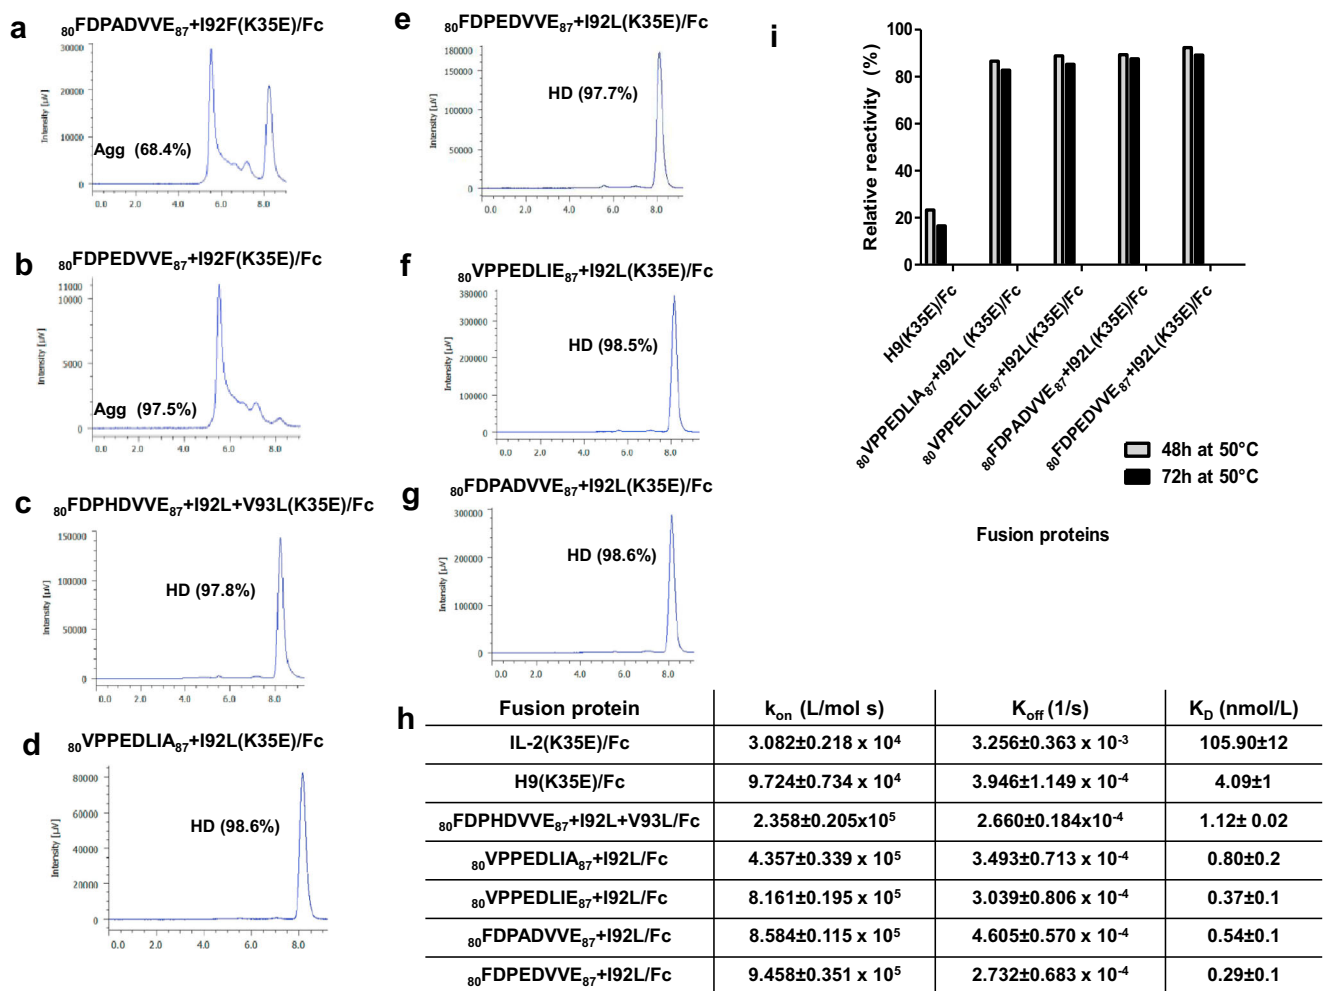 a
₈₀FDPADVVE₈₇+I92F(K35E)/Fc
30000
20000
10000
0
Intensity [µV]
Agg (68.4%)
0.0 2.0 4.0 6.0 8.0
b
₈₀FDPEDVVE₈₇+I92F(K35E)/Fc
11000
10000
5000
0
Intensity [µV]
Agg (97.5%)
0.0 2.0 4.0 6.0 8.0
c
₈₀FDPHDVVE₈₇+I92L+V93L(K35E)/Fc
150000
100000
50000
0
Intensity [µV]
HD (97.8%)
0.0 2.0 4.0 6.0 8.0
d
₈₀VPPEDLIA₈₇+I92L(K35E)/Fc
80000
60000
40000
20000
0
Intensity [µV]
HD (98.6%)
0.0 2.0 4.0 6.0 8.0
e
₈₀FDPEDVVE₈₇+I92L(K35E)/Fc
180000
150000
100000
50000
0
Intensity [µV]
HD (97.7%)
0.0 2.0 4.0 6.0 8.0
f
₈₀VPPEDLIE₈₇+I92L(K35E)/Fc
380000
300000
200000
100000
0
Intensity [µV]
HD (98.5%)
0.0 2.0 4.0 6.0 8.0
g
₈₀FDPADVVE₈₇+I92L(K35E)/Fc
300000
200000
100000
0
Intensity [µV]
HD (98.6%)
0.0 2.0 4.0 6.0 8.0
i
100
80
60
40
20
0
Relative reactivity (%)
H9(K35E)/Fc
₈₀VPPEDLIA₈₇+I92L (K35E)/Fc
₈₀VPPEDLIE₈₇+I92L(K35E)/Fc
₈₀FDPADVVE₈₇+I92L(K35E)/Fc
₈₀FDPEDVVE₈₇+I92L(K35E)/Fc
48h at 50°C
72h at 50°C
Fusion proteins
h
Fusion protein kₒₙ (L/mol s) Kₒff (1/s) K_D (nmol/L)
IL-2(K35E)/Fc 3.082±0.218 x 10⁴ 3.256±0.363 x 10⁻³ 105.90±12
H9(K35E)/Fc 9.724±0.734 x 10⁴ 3.946±1.149 x 10⁻⁴ 4.09±1
₈₀FDPHDVVE₈₇+I92L+V93L/Fc 2.358±0.205x10⁵ 2.660±0.184x10⁻⁴ 1.12± 0.02
₈₀VPPEDLIA₈₇+I92L/Fc 4.357±0.339 x 10⁵ 3.493±0.713 x 10⁻⁴ 0.80±0.2
₈₀VPPEDLIE₈₇+I92L/Fc 8.161±0.195 x 10⁵ 3.039±0.806 x 10⁻⁴ 0.37±0.1
₈₀FDPADVVE₈₇+I92L/Fc 8.584±0.115 x 10⁵ 4.605±0.570 x 10⁻⁴ 0.54±0.1
₈₀FDPEDVVE₈₇+I92L/Fc 9.458±0.351 x 10⁵ 2.732±0.683 x 10⁻⁴ 0.29±0.1